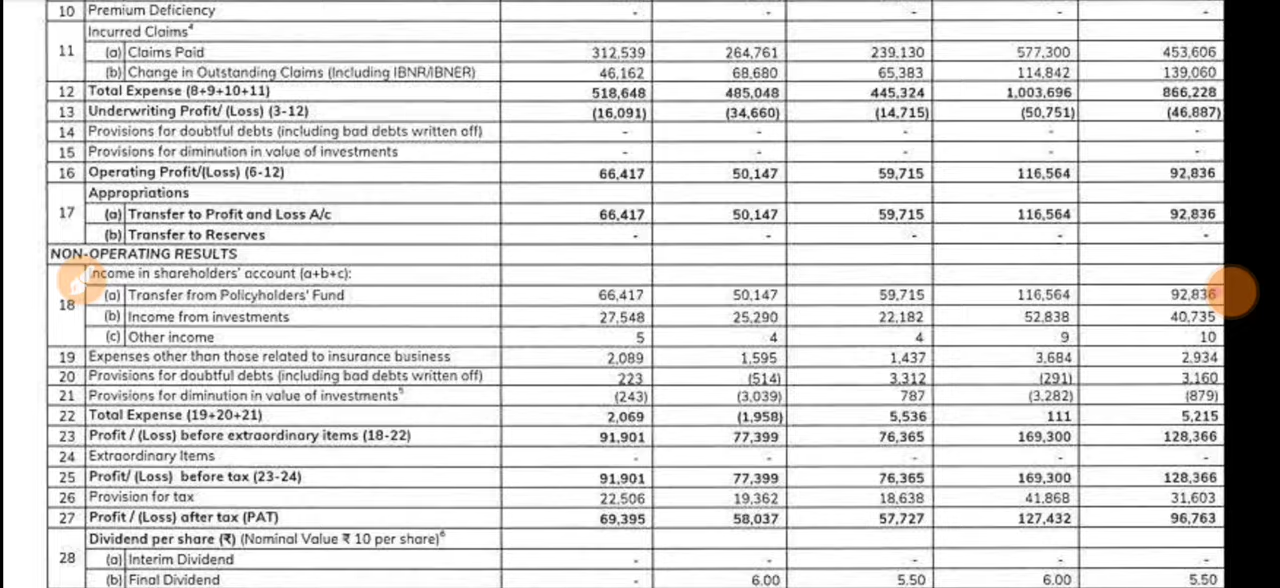 10 Premium Deficiency - - - - -
Incurred Claims4
11 (a) Claims Paid 312,539 264,761 239,130 577,300 453,606
(b) Change in Outstanding Claims (Including IBNR/IBNER) 46,162 68,680 65,383 114,842 139,060
12 Total Expense (8+9+10+11) 518,648 485,048 445,324 1,003,696 866,228
13 Underwriting Profit/ (Loss) (3-12) (16,091) (34,660) (14,715) (50,751) (46,887)
14 Provisions for doubtful debts (including bad debts written off) - - - - -
15 Provisions for diminution in value of investments - - - - -
16 Operating Profit/(Loss) (6-12) 66,417 50,147 59,715 116,564 92,836
Appropriations
17 (a) Transfer to Profit and Loss A/c 66,417 50,147 59,715 116,564 92,836
(b) Transfer to Reserves - - - - -
NON-OPERATING RESULTS
Income in shareholders' account (a+b+c):
18 (a) Transfer from Policyholders' Fund 66,417 50,147 59,715 116,564 92,836
(b) Income from investments 27,548 25,290 22,182 52,838 40,735
(c) Other income 5 4 4 9 10
19 Expenses other than those related to insurance business 2,089 1,595 1,437 3,684 2,934
20 Provisions for doubtful debts (including bad debts written off) 223 (514) 3,312 (291) 3,160
21 Provisions for diminution in value of investments5 (243) (3,039) 787 (3,282) (879)
22 Total Expense (19+20+21) 2,069 (1,958) 5,536 111 5,215
23 Profit / (Loss) before extraordinary items (18-22) 91,901 77,399 76,365 169,300 128,366
24 Extraordinary Items - - - - -
25 Profit/ (Loss) before tax (23-24) 91,901 77,399 76,365 169,300 128,366
26 Provision for tax 22,506 19,362 18,638 41,868 31,603
27 Profit / (Loss) after tax (PAT) 69,395 58,037 57,727 127,432 96,763
Dividend per share (₹) (Nominal Value ₹ 10 per share)6
28 (a) Interim Dividend - - - - -
(b) Final Dividend - 6.00 5.50 6.00 5.50